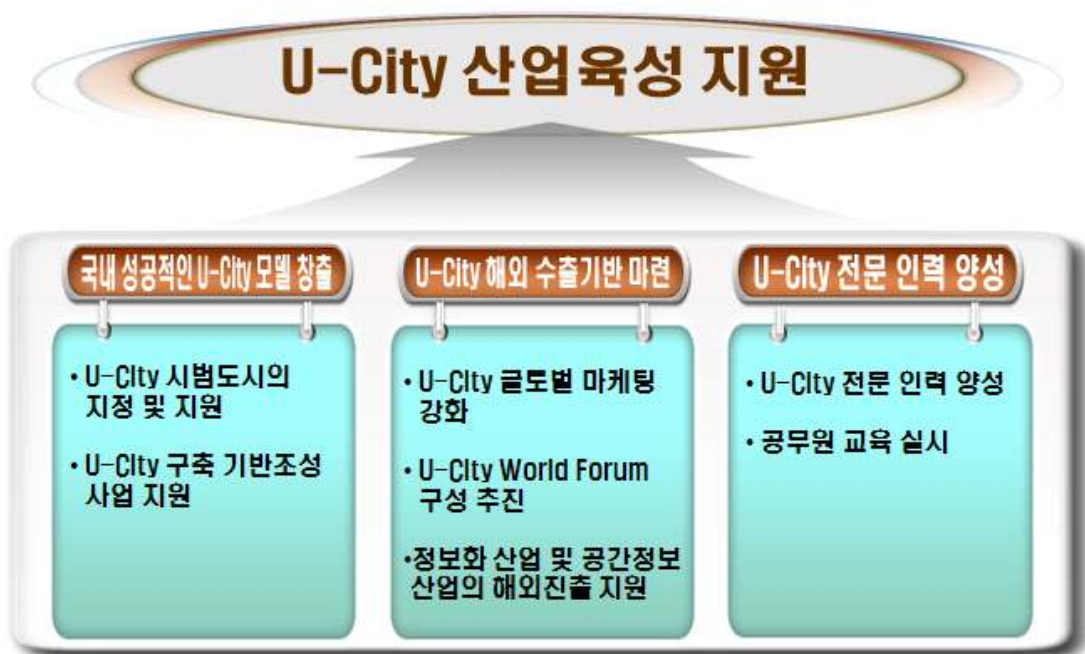 U-City 산업육성 지원
국내 성공적인 U-City 모델 창출
• U-City 시범도시의
지정 및 지원
• U-City 구축 기반조성
사업 지원
U-City 해외 수출기반 마련
• U-City 글로벌 마케팅
강화
• U-City World Forum
구성 추진
•정보화 산업 및 공간정보
산업의 해외진출 지원
U-City 전문 인력 양성
• U-City 전문 인력 양성
• 공무원 교육 실시